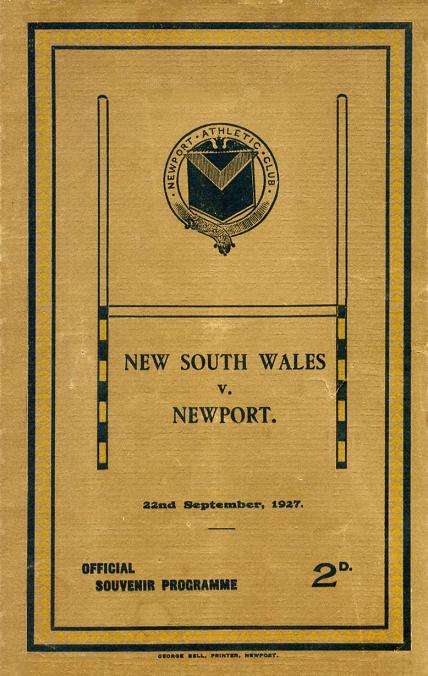 · NEWPORT · ATHLETIC · CLUB ·
NEW SOUTH WALES
v.
NEWPORT.
22nd September, 1927.
OFFICIAL
SOUVENIR PROGRAMME
2D.
GEORGE BELL, PRINTER, NEWPORT.